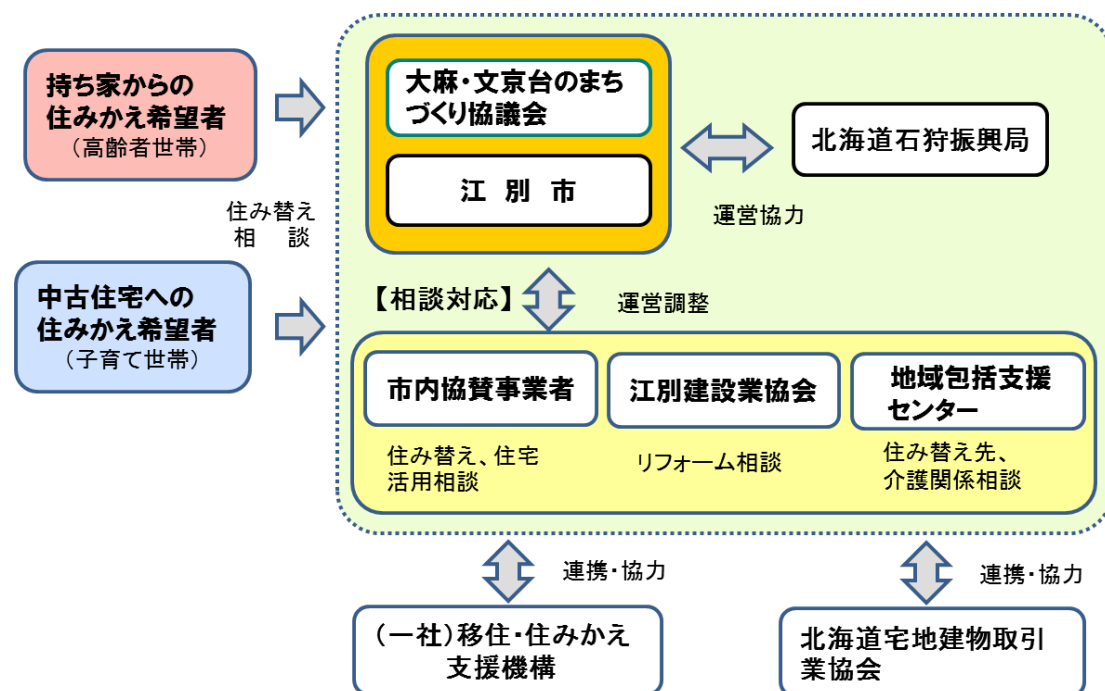 持ち家からの
住みかえ希望者
（高齢者世帯）
住み替え
相　談
中古住宅への
住みかえ希望者
（子育て世帯）
大麻・文京台のまち
づくり協議会
江　別　市
北海道石狩振興局
運営協力
【相談対応】
運営調整
市内協賛事業者
住み替え、住宅
活用相談
江別建設業協会
リフォーム相談
地域包括支援
センター
住み替え先、
介護関係相談
連携・協力
連携・協力
（一社）移住・住みかえ
支援機構
北海道宅地建物取引
業協会